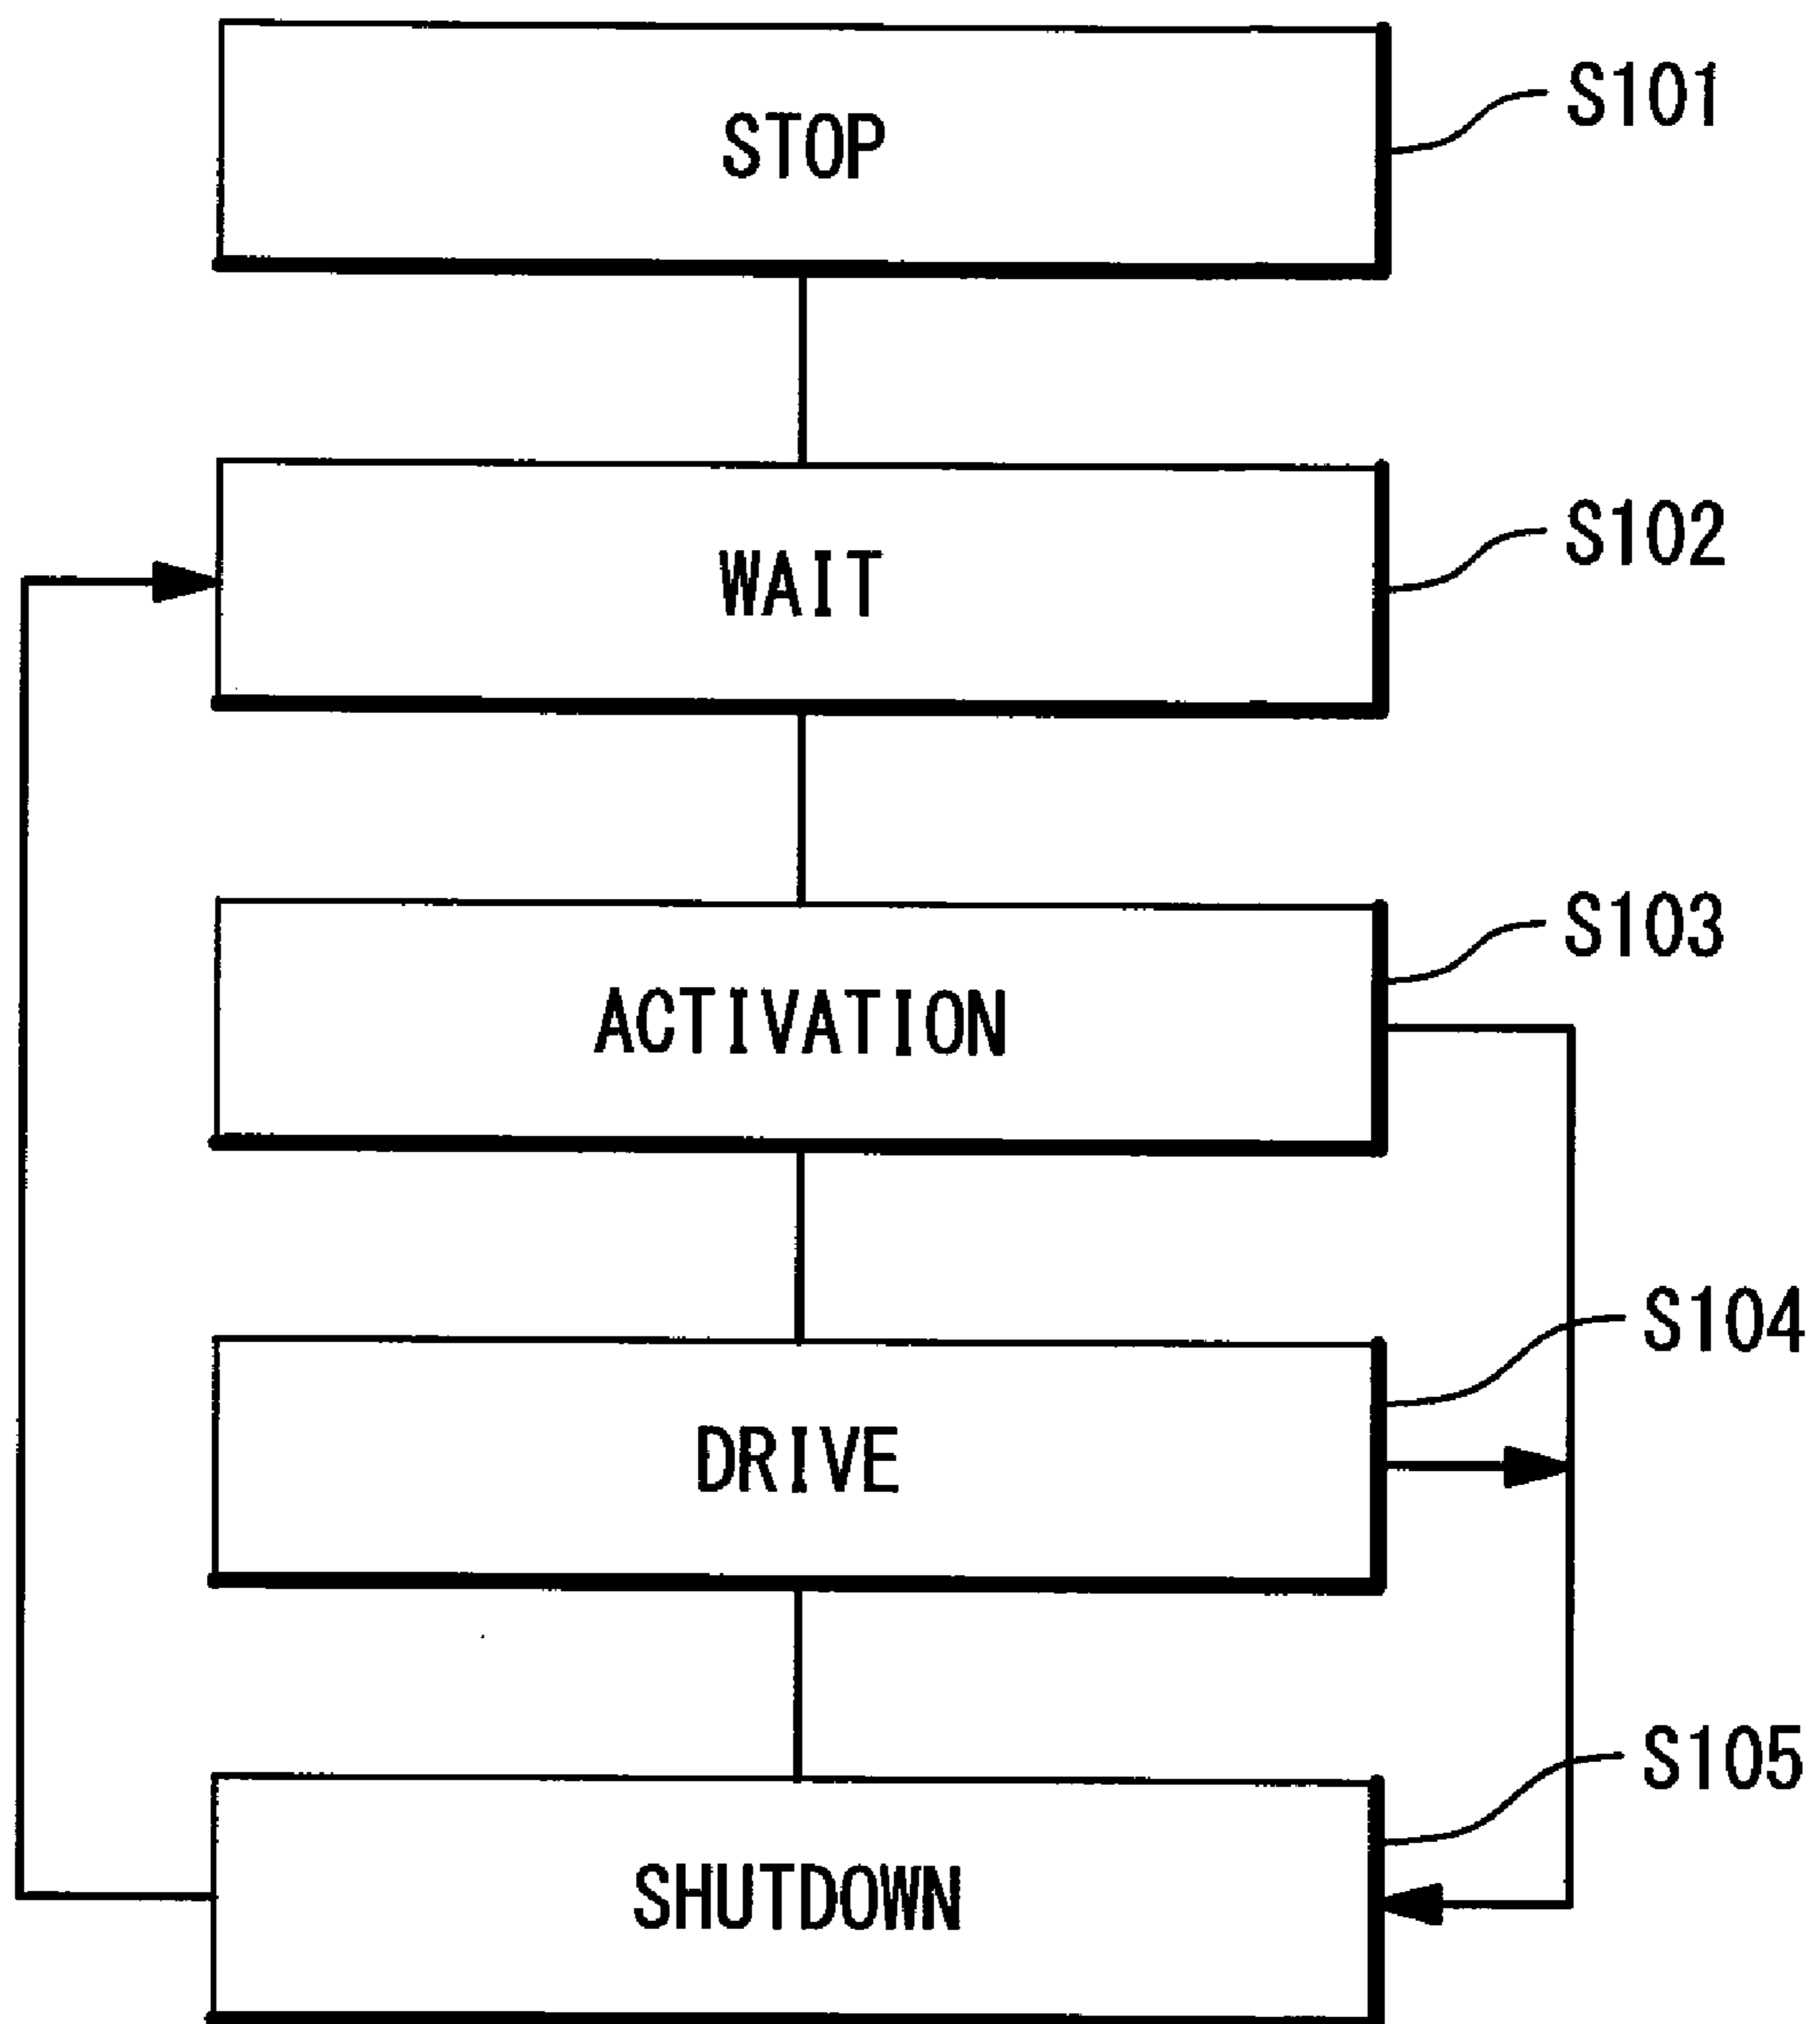 STOP
S101
WAIT
S102
ACTIVATION
S103
DRIVE
S104
SHUTDOWN
S105